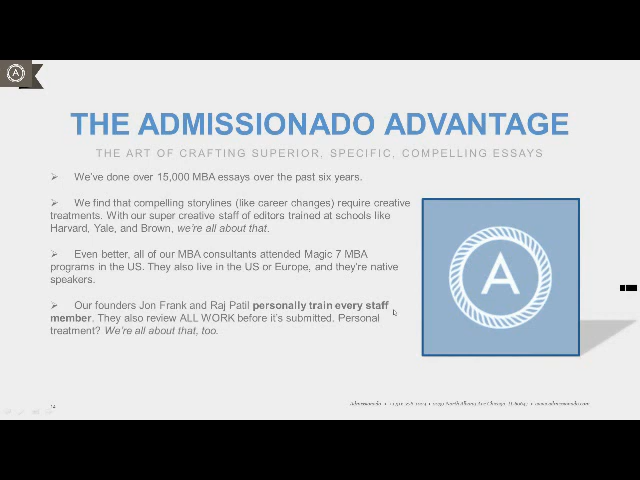 A
THE ADMISSIONADO ADVANTAGE
THE ART OF CRAFTING SUPERIOR, SPECIFIC, COMPELLING ESSAYS
We've done over 15,000 MBA essays over the past six years.
We find that compelling storylines (like career changes) require creative
treatments. With our super creative staff of editors trained at schools like
Harvard, Yale, and Brown, we're all about that.
Even better, all of our MBA consultants attended Magic 7 MBA
programs in the US. They also live in the US or Europe, and they're native
speakers.
Our founders Jon Frank and Raj Patil personally train every staff
member. They also review ALL WORK before it's submitted. Personal
treatment? We're all about that, too.
A
Admissionado
www.admissionado.com